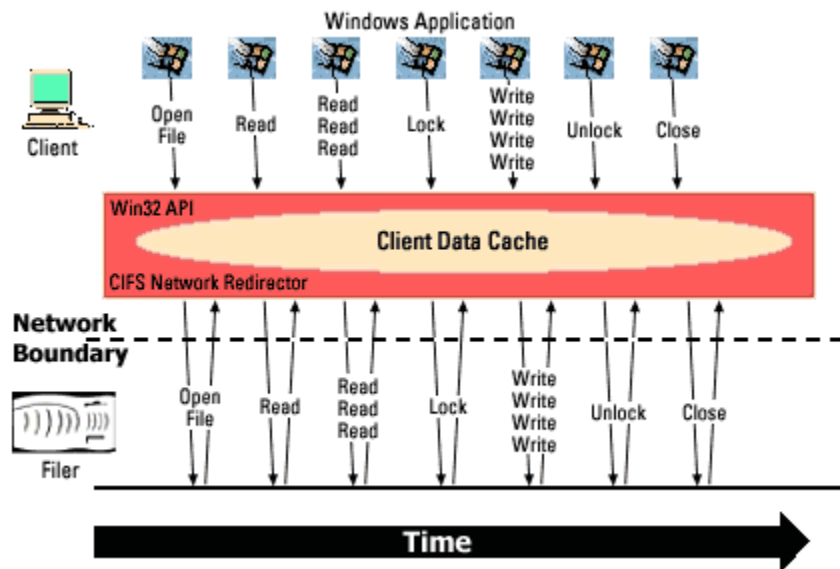 Windows Application
Open
File
Read
Read
Read
Read
Lock
Write
Write
Write
Write
Unlock
Close
Client
Win32 API
Client Data Cache
CIFS Network Redirector
Network
Boundary
Open
File
Read
Read
Read
Read
Lock
Write
Write
Write
Write
Unlock
Close
Filer
Time